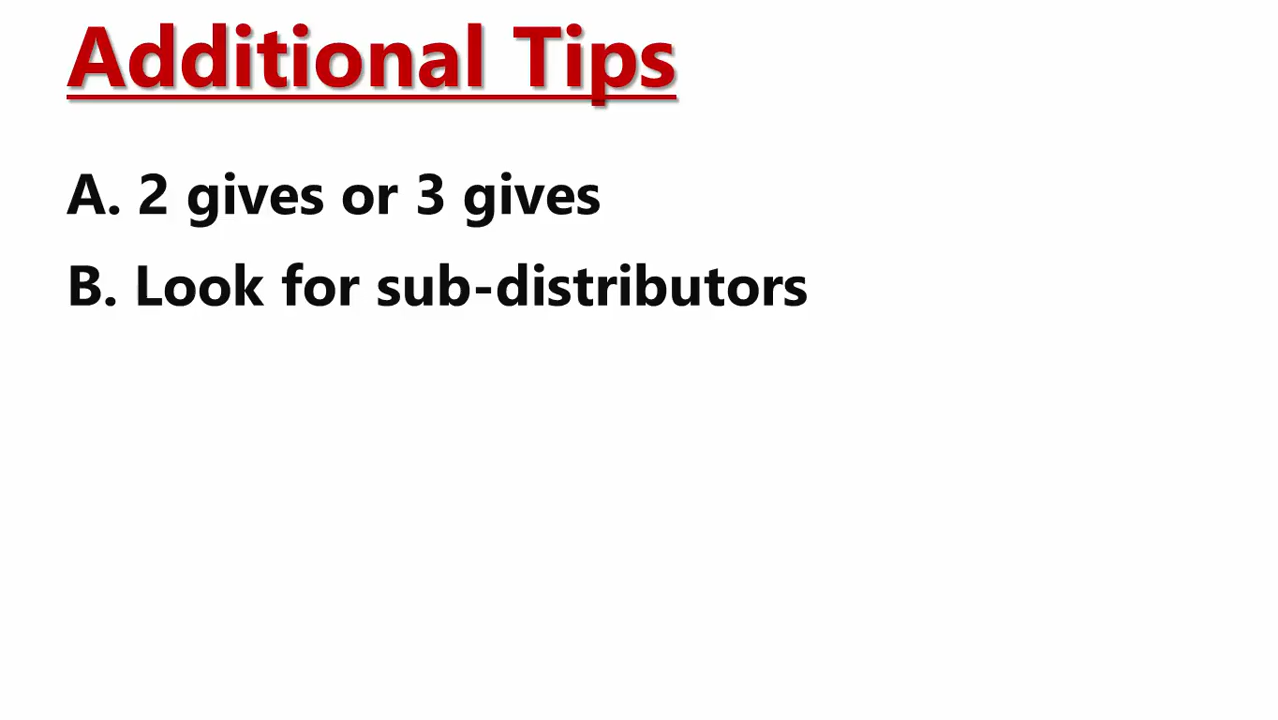 Additional Tips
A. 2 gives or 3 gives
B. Look for sub-distributors